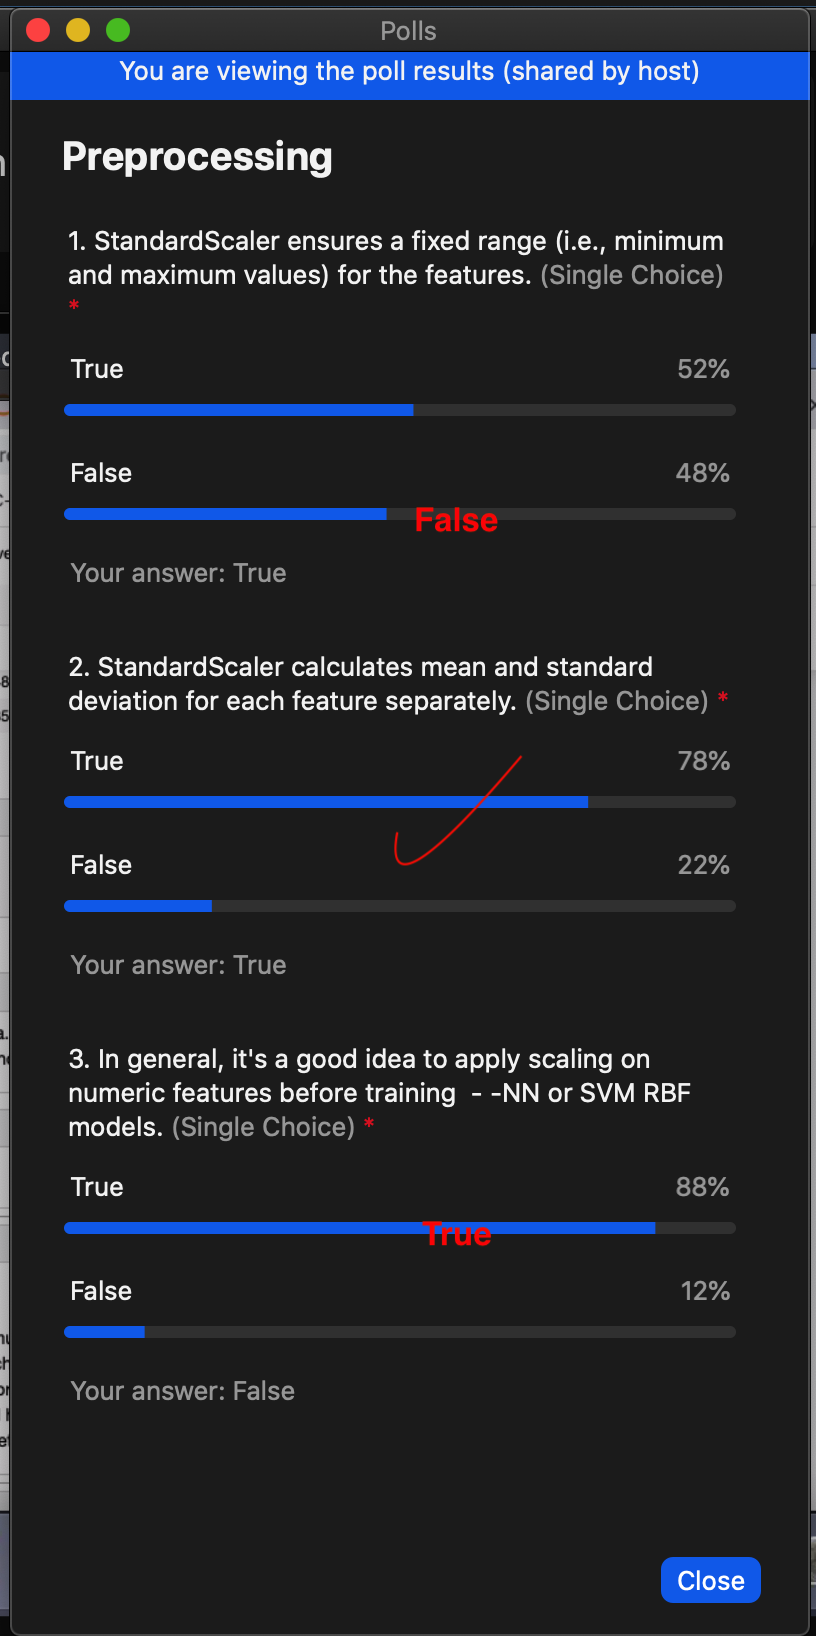 Polls
You are viewing the poll results (shared by host)
Preprocessing
1. StandardScaler ensures a fixed range (i.e., minimum
and maximum values) for the features. (Single Choice)
*
True 52%
False 48%
False
Your answer: True
2. StandardScaler calculates mean and standard
deviation for each feature separately. (Single Choice) *
True 78%
False 22%
Your answer: True
3. In general, it's a good idea to apply scaling on
numeric features before training  - -NN or SVM RBF
models. (Single Choice) *
True 88%
True
False 12%
Your answer: False
Close